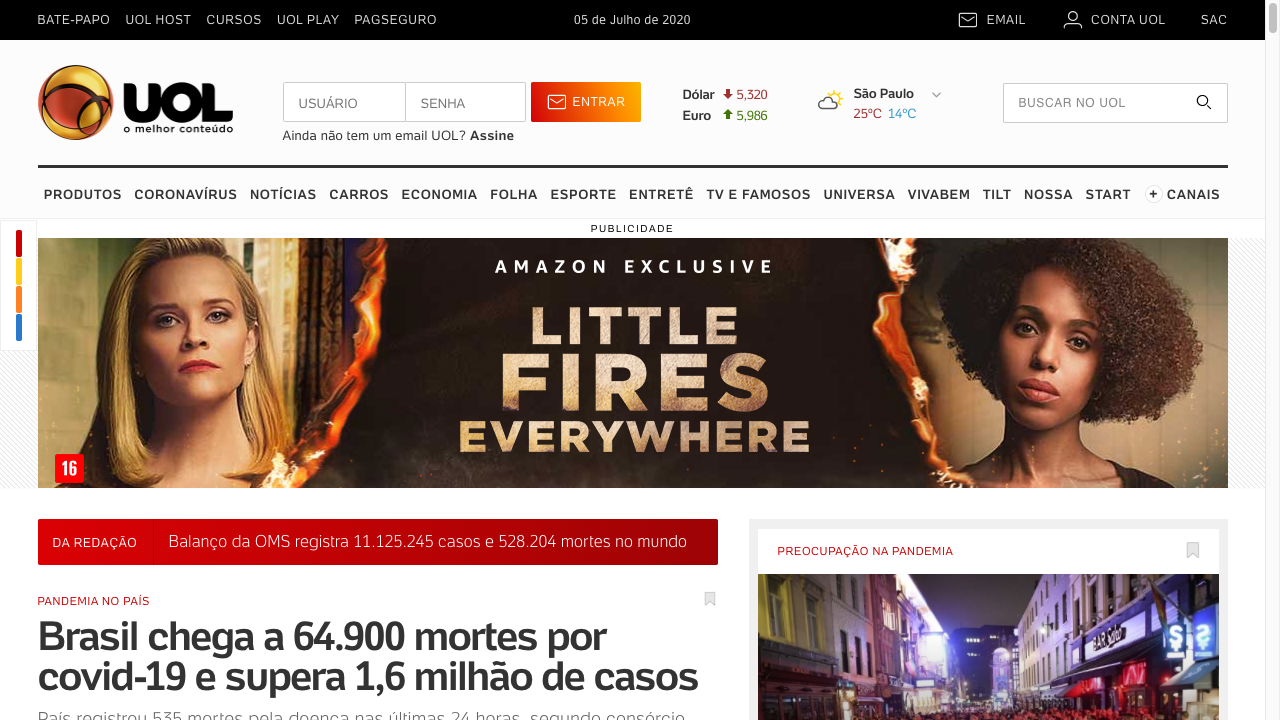 BATE-PAPO UOL HOST CURSOS UOL PLAY PAGSEGURO 05 de Julho de 2020 EMAIL CONTA UOL SAC
UOL
o melhor conteúdo
USUÁRIO SENHA ENTRAR
Ainda não tem um email UOL? Assine
Dólar 5,320
Euro 5,986
São Paulo
25ºC 14ºC
BUSCAR NO UOL
PRODUTOS CORONAVÍRUS NOTÍCIAS CARROS ECONOMIA FOLHA ESPORTE ENTRETÊ TV E FAMOSOS UNIVERSA VIVABEM TILT NOSSA START + CANAIS
PUBLICIDADE
AMAZON EXCLUSIVE
LITTLE
FIRES
EVERYWHERE
16
DA REDAÇÃO Balanço da OMS registra 11.125.245 casos e 528.204 mortes no mundo
PANDEMIA NO PAÍS
Brasil chega a 64.900 mortes por
covid-19 e supera 1,6 milhão de casos
País registrou 535 mortes pela doença nas últimas 24 horas, segundo consórcio
PREOCUPAÇÃO NA PANDEMIA
BAR